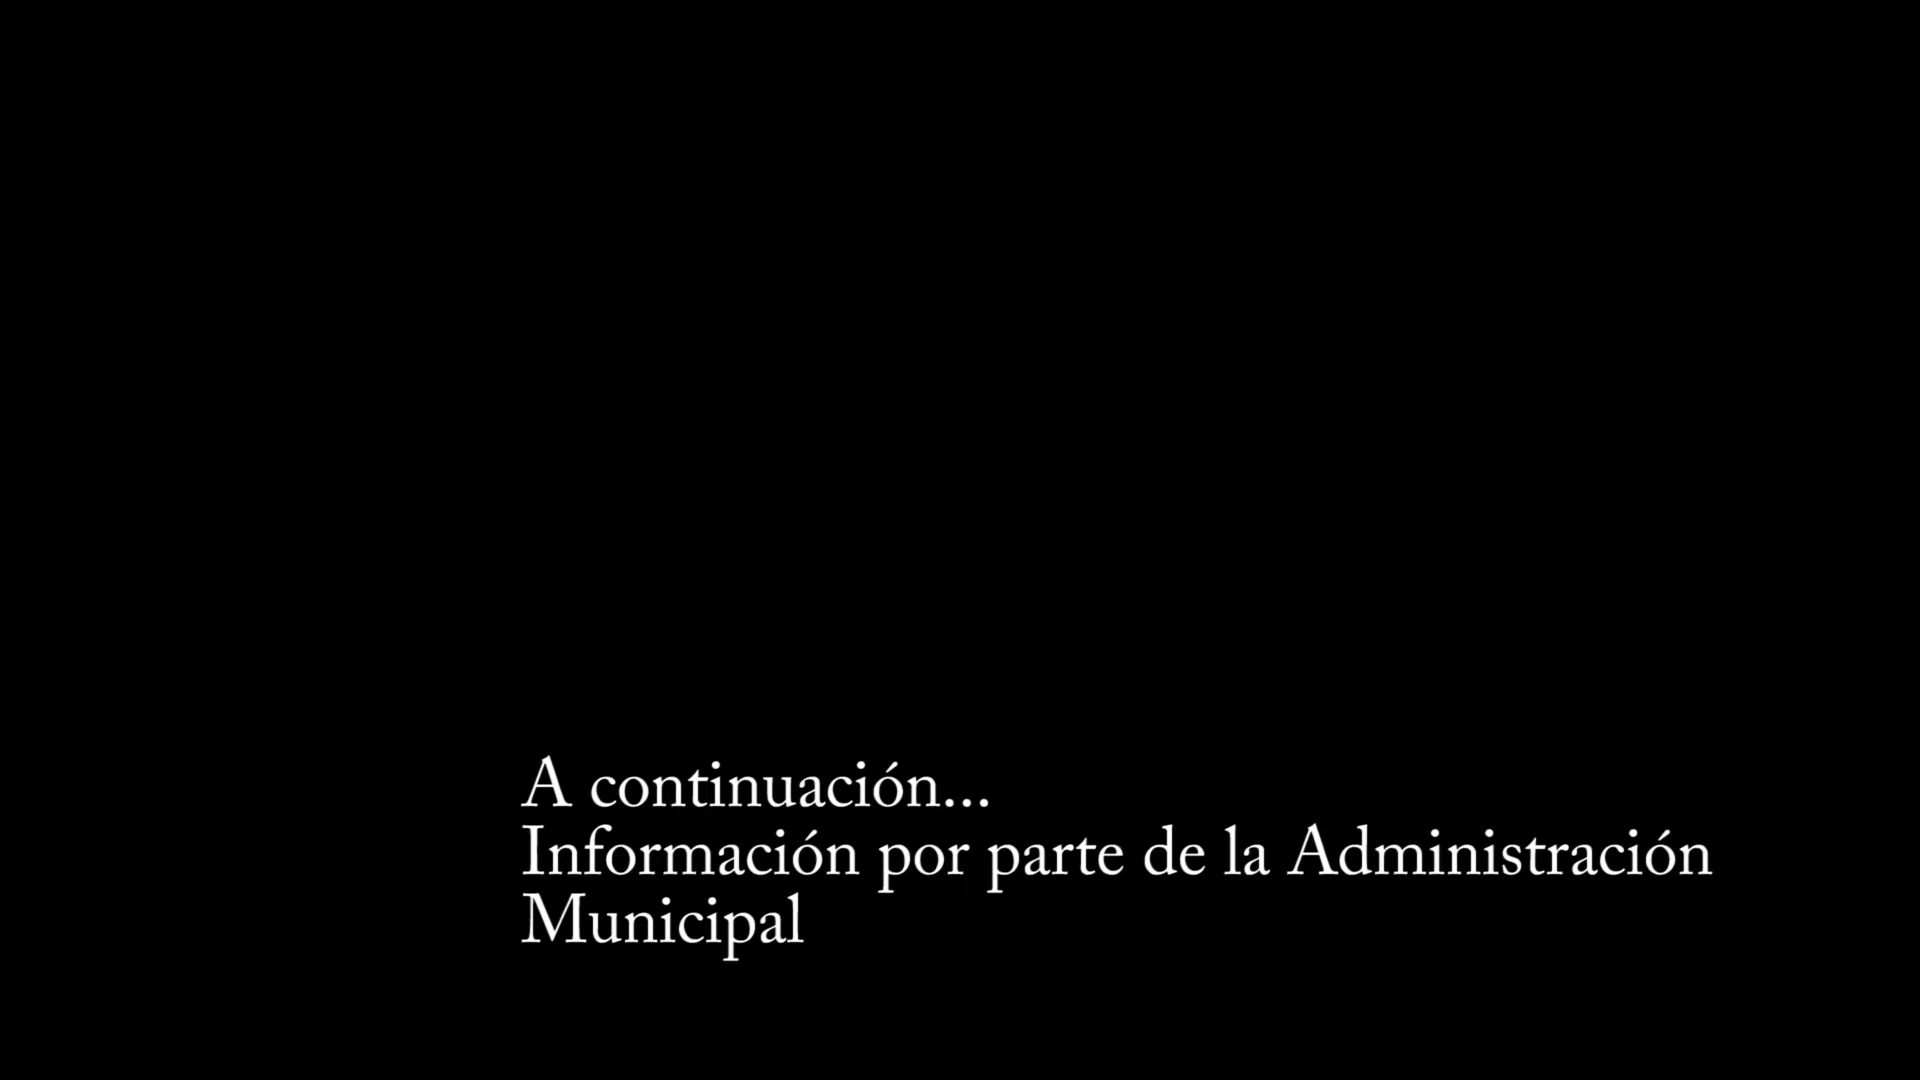 A continuación...
Información por parte de la Administración
Municipal